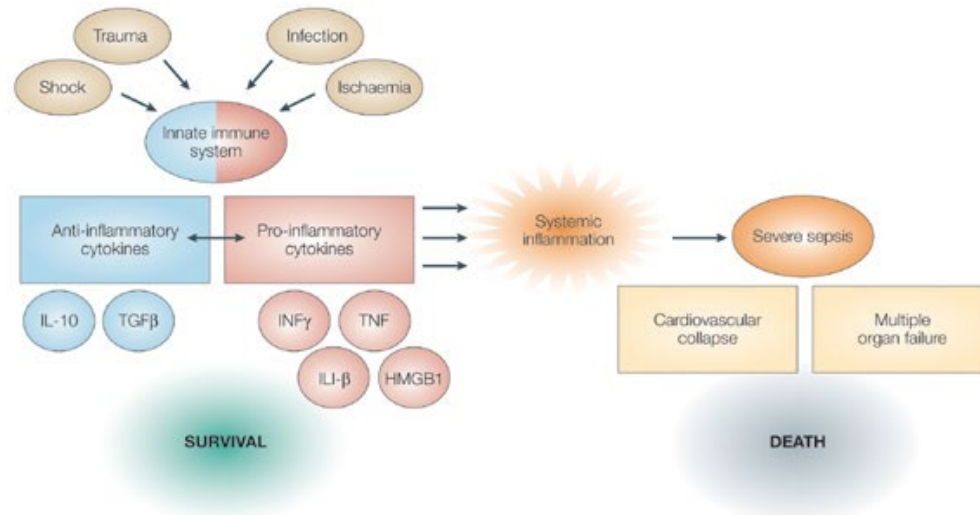 Trauma
Infection
Shock
Ischaemia
Innate immune
system
Anti-inflammatory
cytokines
Pro-inflammatory
cytokines
Systemic
inflammation
Severe sepsis
IL-10
TGFβ
INFγ
TNF
ILI-β
HMGB1
Cardiovascular
collapse
Multiple
organ failure
SURVIVAL
DEATH